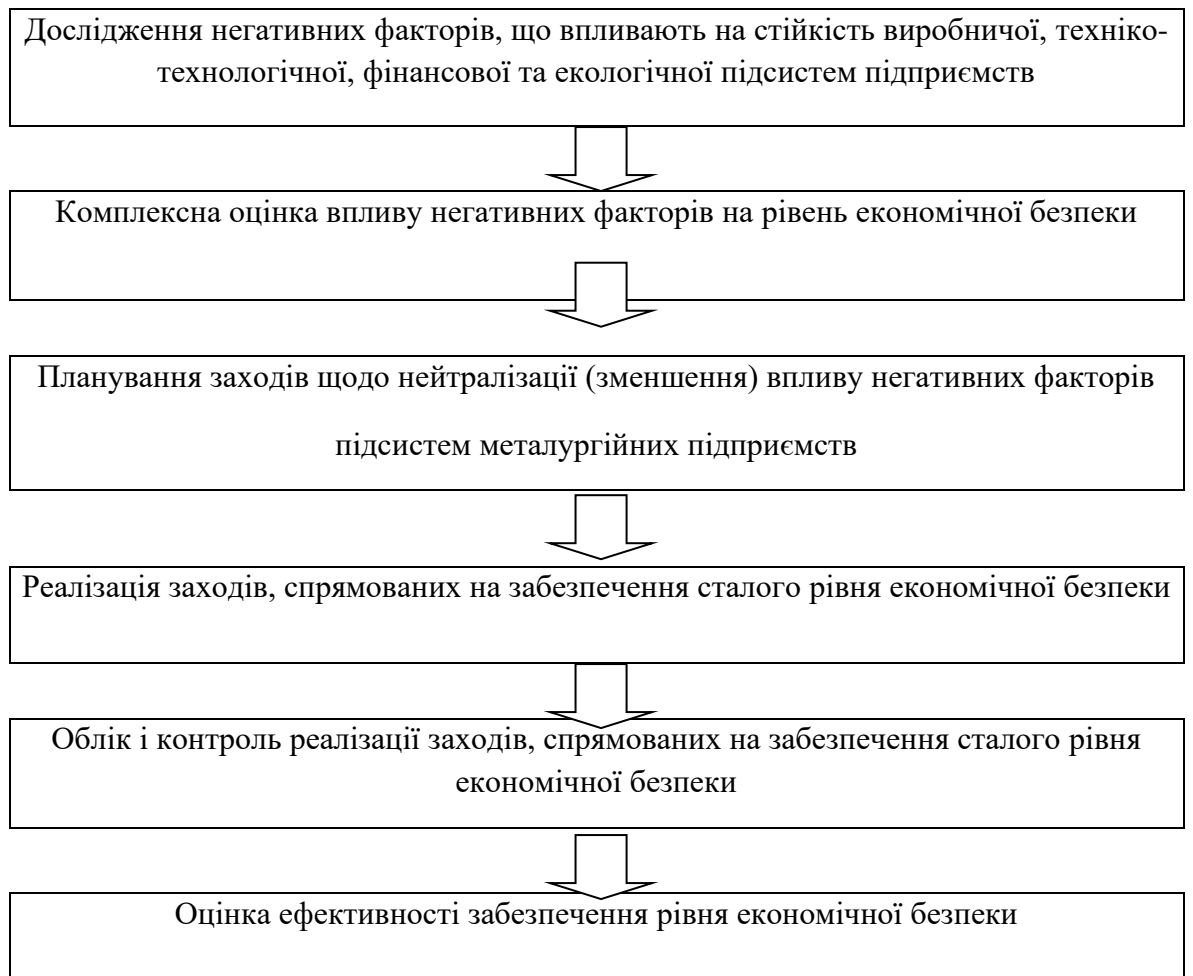 Дослідження негативних факторів, що впливають на стійкість виробничої, техніко-
технологічної, фінансової та екологічної підсистем підприємств
Комплексна оцінка впливу негативних факторів на рівень економічної безпеки
Планування заходів щодо нейтралізації (зменшення) впливу негативних факторів
підсистем металургійних підприємств
Реалізація заходів, спрямованих на забезпечення сталого рівня економічної безпеки
Облік і контроль реалізації заходів, спрямованих на забезпечення сталого рівня
економічної безпеки
Оцінка ефективності забезпечення рівня економічної безпеки